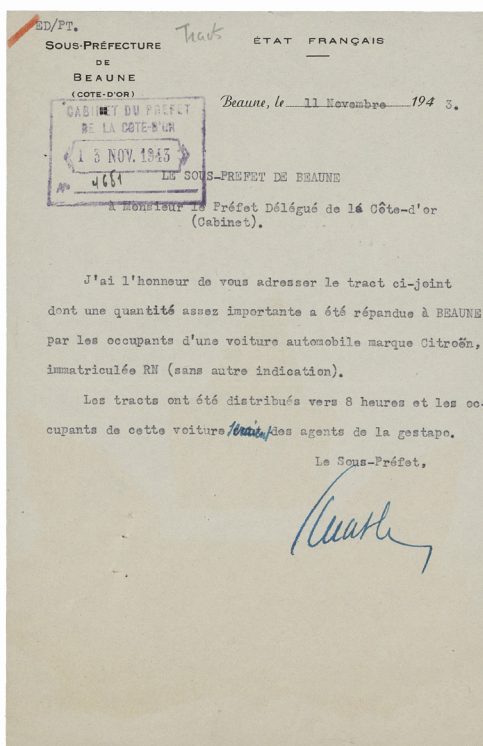 ED/PT.
Tracts
SOUS-PRÉFECTURE
DE
BEAUNE
(COTE-D'OR)
ÉTAT FRANÇAIS
Beaune, le 11 Novembre 1943.
CABINET DU PREFET
DE LA COTE-D'OR
13 NOV. 1943
N° 4681
LE SOUS-PREFET DE BEAUNE
à Monsieur le Préfet Délégué de la Côte-d'or
(Cabinet).
J'ai l'honneur de vous adresser le tract ci-joint
dont une quantité assez importante a été répandue à BEAUNE
par les occupants d'une voiture automobile marque Citroën,
immatriculée RN (sans autre indication).
Les tracts ont été distribués vers 8 heures et les oc-
cupants de cette voiture seraient des agents de la gestapo.
Le Sous-Préfet,